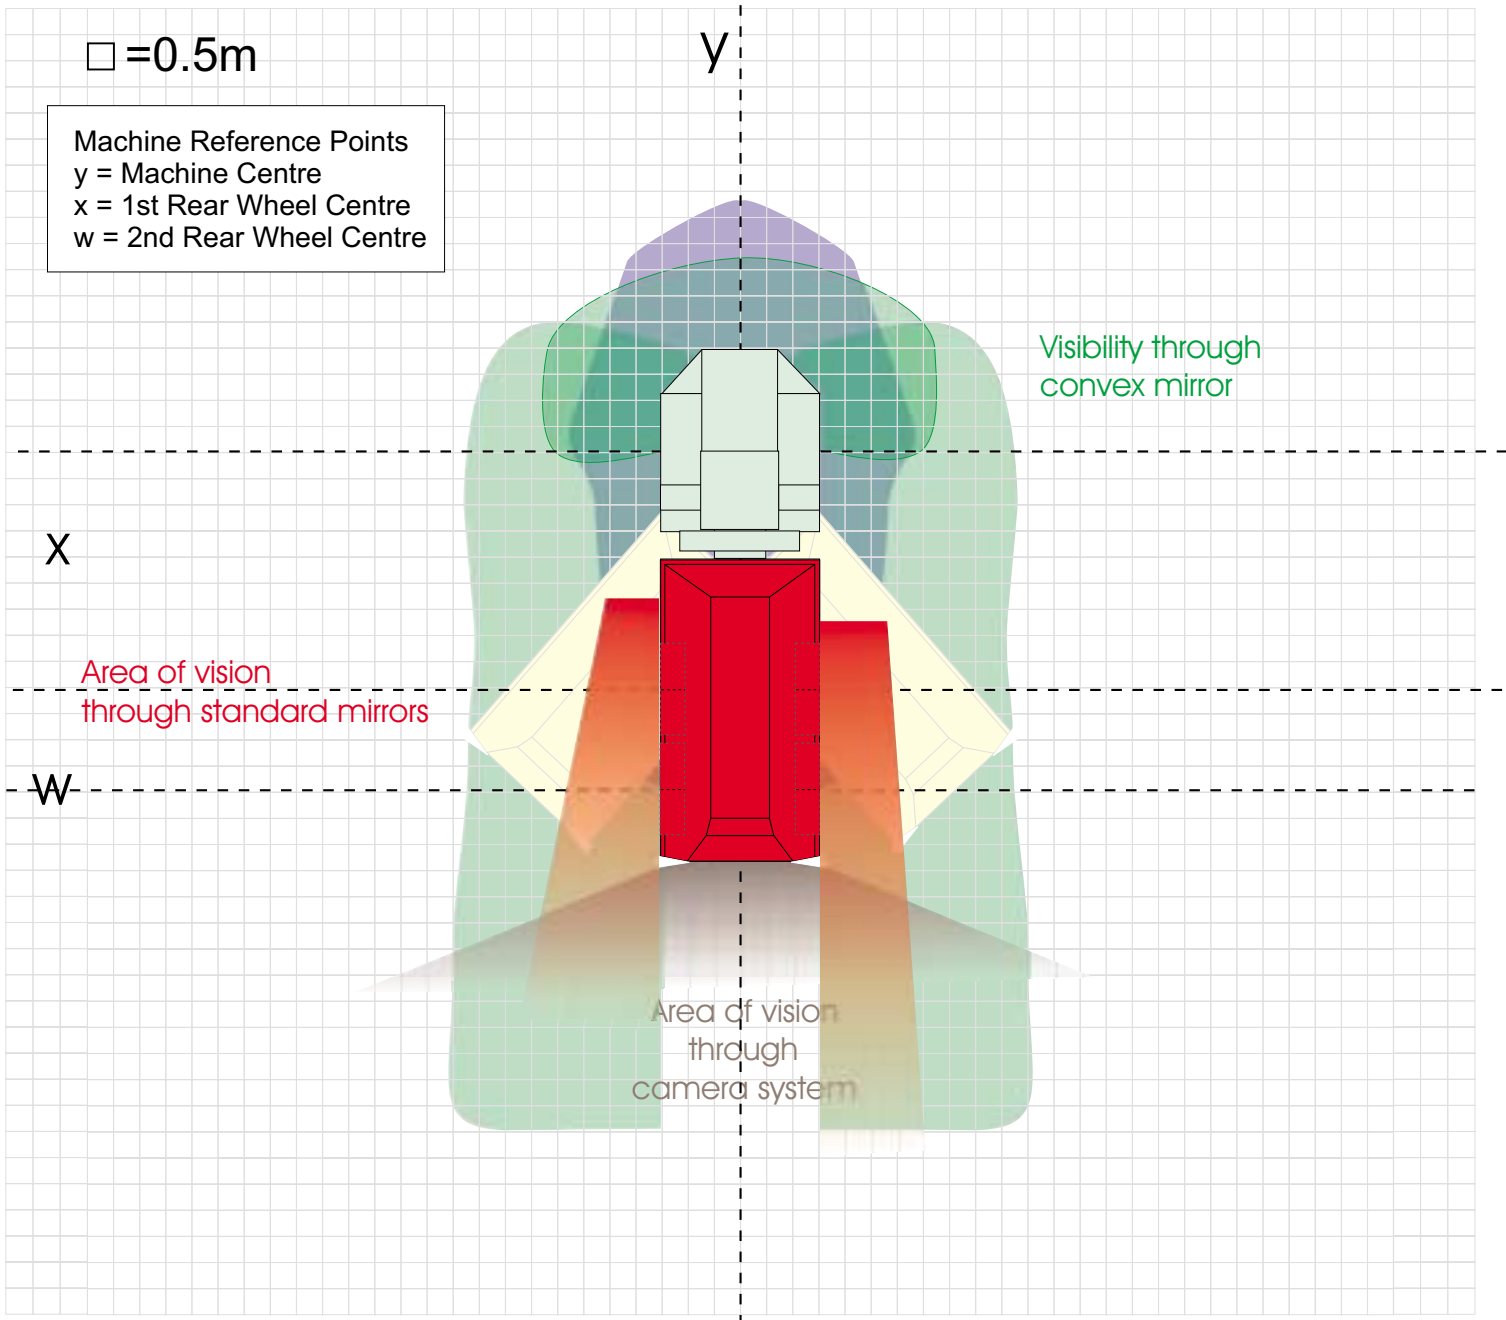 □ =0.5m
y
Machine Reference Points
y = Machine Centre
x = 1st Rear Wheel Centre
w = 2nd Rear Wheel Centre
Visibility through
convex mirror
x
Area of vision
through standard mirrors
w
Area of vision
through
camera system